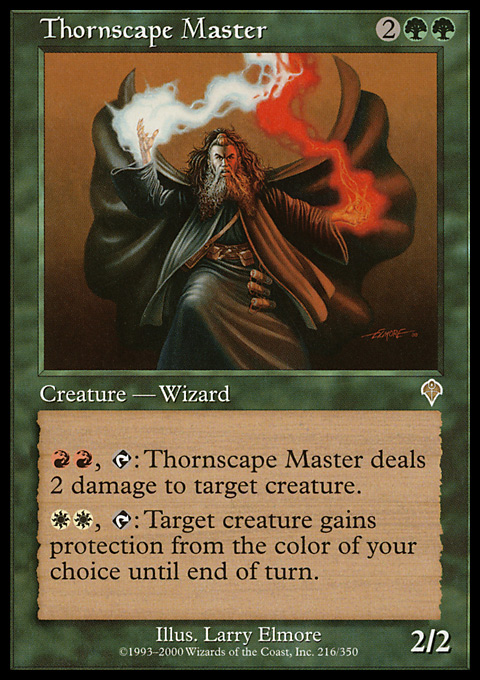 Thornscape Master 2
ELMORE
Creature — Wizard
, : Thornscape Master deals
2 damage to target creature.
, : Target creature gains
protection from the color of your
choice until end of turn.
Illus. Larry Elmore
2/2
©1993–2000 Wizards of the Coast, Inc. 216/350